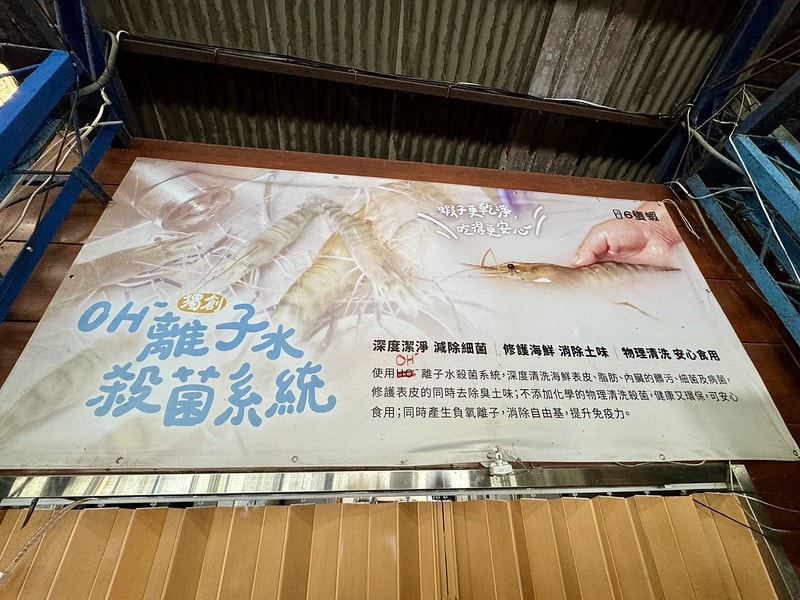 蝦子更乾淨,
吃得更安心
6隻蝦
獨創
OH⁻離子水
殺菌系統
深度潔淨 減除細菌 | 修護海鮮 消除土味 | 物理清洗 安心食用
OH⁻
使用 離子水殺菌系統,深度清洗海鮮表皮、脂肪、內臟的髒污、細菌及病菌,
修護表皮的同時去除臭土味;不添加化學的物理清洗殺菌,健康又環保,可安心
食用;同時產生負氧離子,消除自由基,提升免疫力。